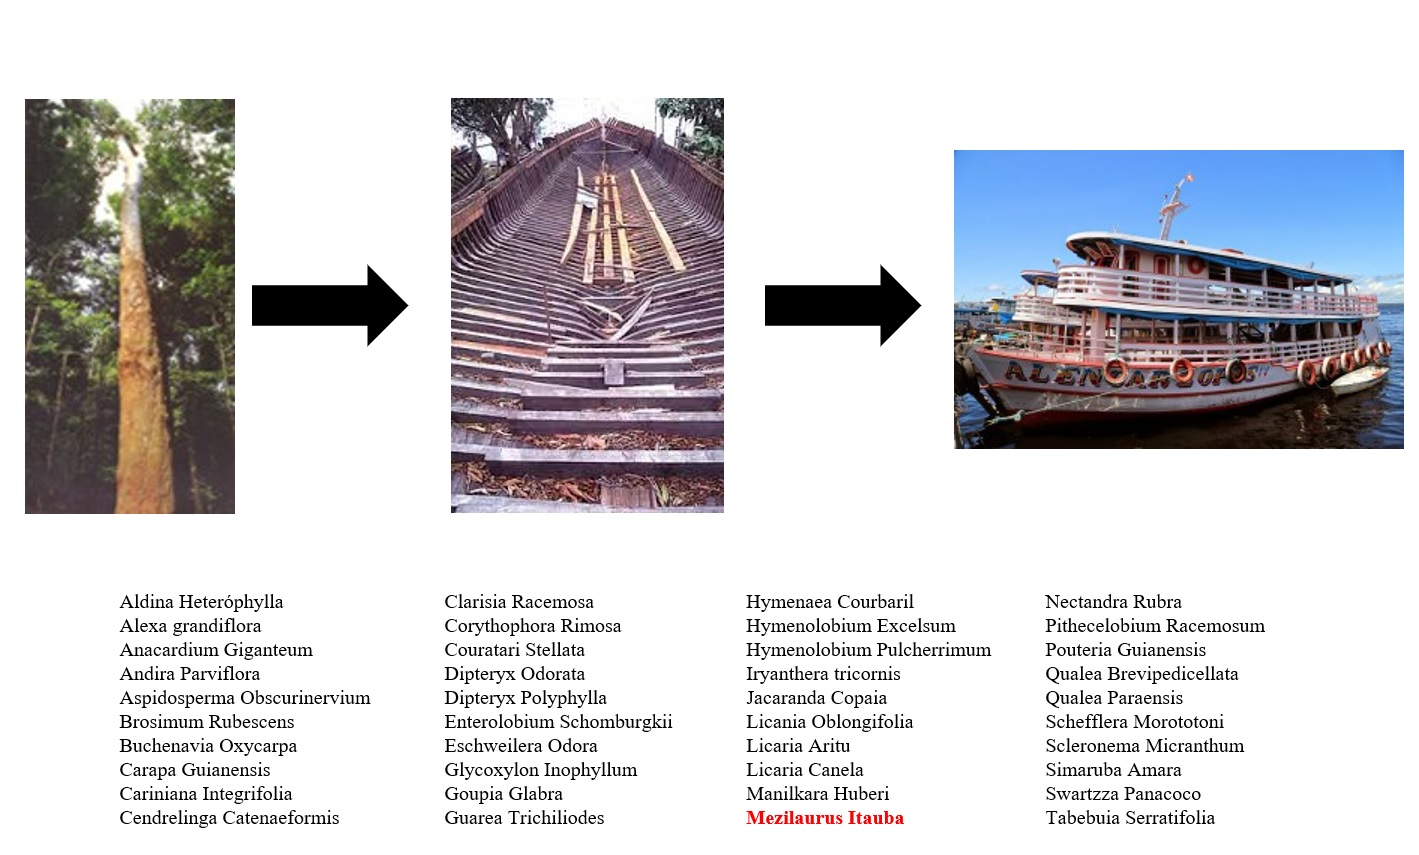 ALENCAR
Aldina Heteróphylla
Alexa grandiflora
Anacardium Giganteum
Andira Parviflora
Aspidosperma Obscurinervium
Brosimum Rubescens
Buchenavia Oxycarpa
Carapa Guianensis
Cariniana Integrifolia
Cendrelinga Catenaeformis
Clarisia Racemosa
Corythophora Rimosa
Couratari Stellata
Dipteryx Odorata
Dipteryx Polyphylla
Enterolobium Schomburgkii
Eschweilera Odora
Glycoxylon Inophyllum
Goupia Glabra
Guarea Trichiliodes
Hymenaea Courbaril
Hymenolobium Excelsum
Hymenolobium Pulcherrimum
Iryanthera tricornis
Jacaranda Copaia
Licania Oblongifolia
Licaria Aritu
Licaria Canela
Manilkara Huberi
Mezilaurus Itauba
Nectandra Rubra
Pithecelobium Racemosum
Pouteria Guianensis
Qualea Brevipedicellata
Qualea Paraensis
Schefflera Morototoni
Scleronema Micranthum
Simaruba Amara
Swartzza Panacoco
Tabebuia Serratifolia